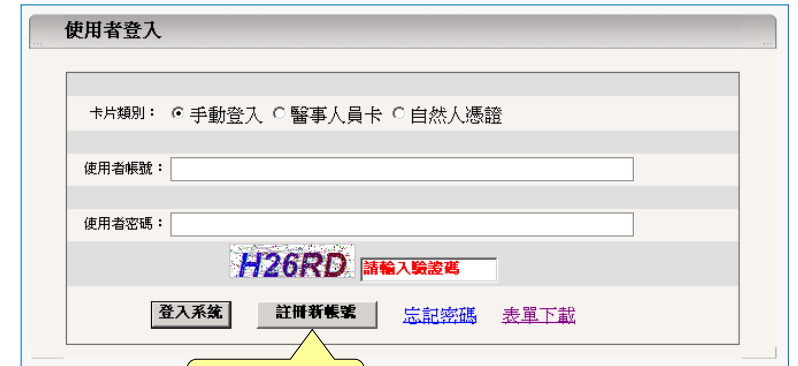 使用者登入
卡片類別： 手動登入 醫事人員卡 自然人憑證
使用者帳號：
使用者密碼：
H26RD 請輸入驗證碼
登入系統 註冊新帳號 忘記密碼 表單下載